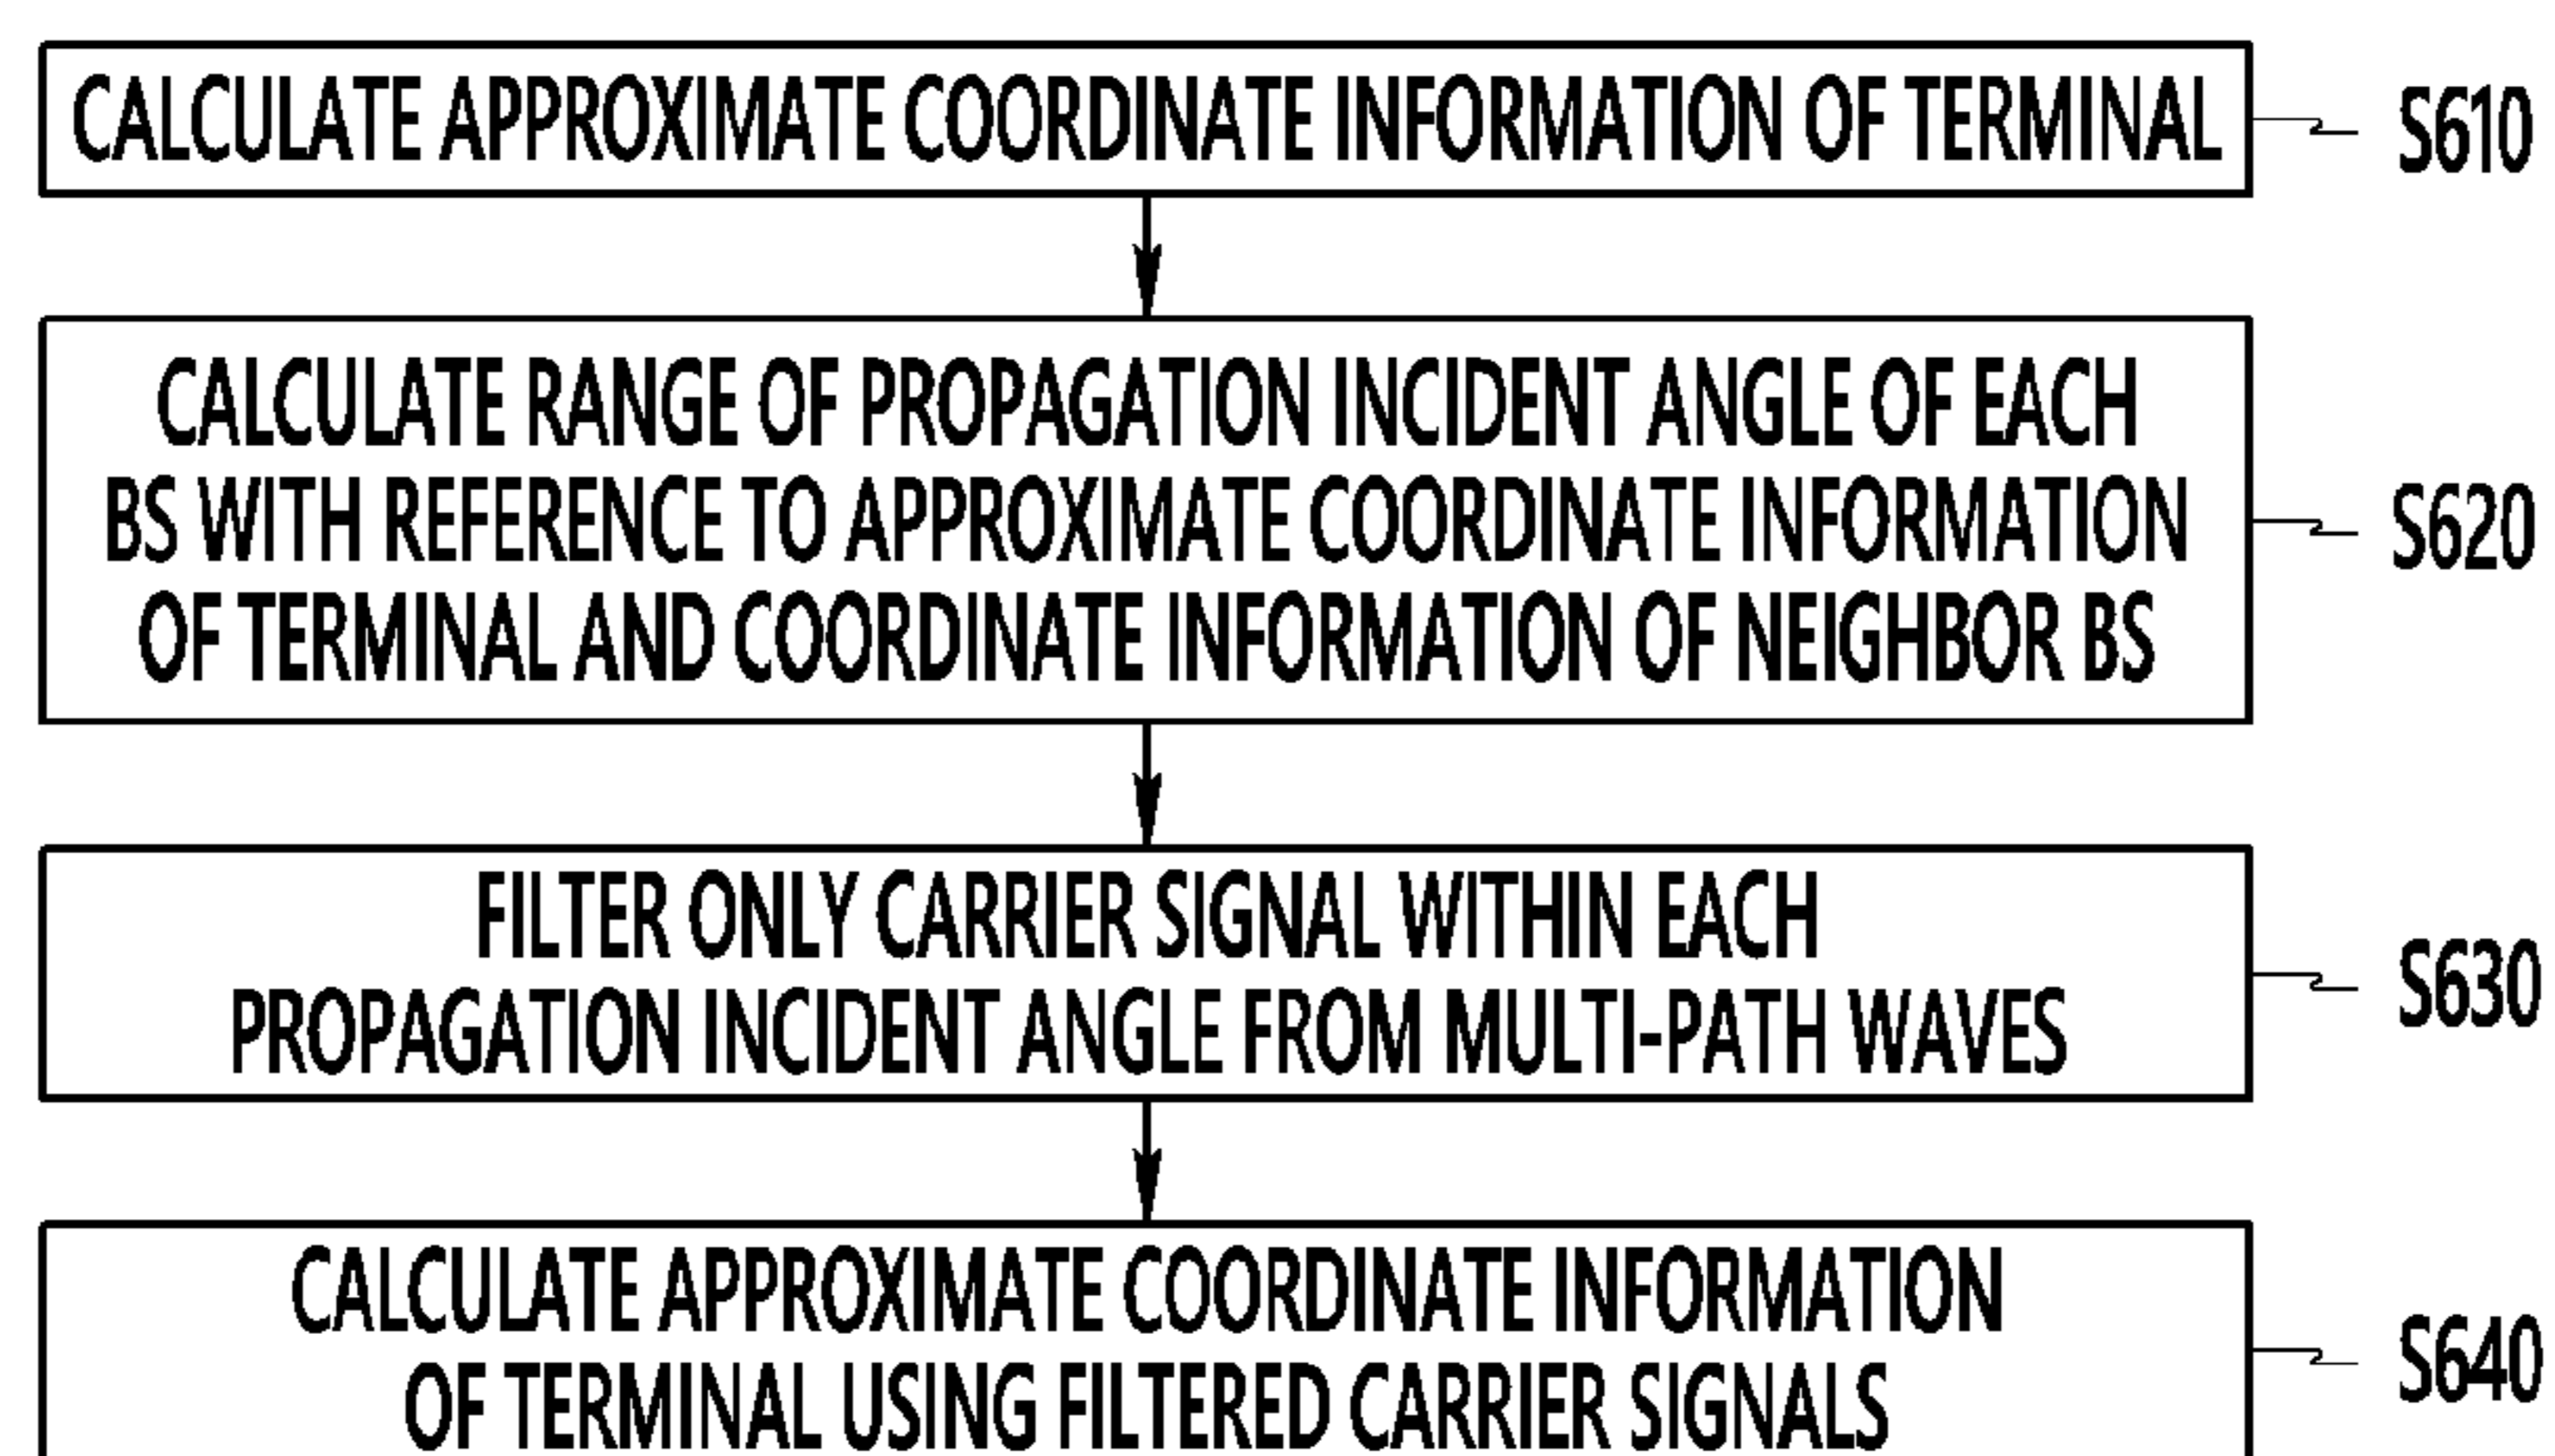 CALCULATE APPROXIMATE COORDINATE INFORMATION OF TERMINAL
S610
CALCULATE RANGE OF PROPAGATION INCIDENT ANGLE OF EACH
BS WITH REFERENCE TO APPROXIMATE COORDINATE INFORMATION
OF TERMINAL AND COORDINATE INFORMATION OF NEIGHBOR BS
S620
FILTER ONLY CARRIER SIGNAL WITHIN EACH
PROPAGATION INCIDENT ANGLE FROM MULTI-PATH WAVES
S630
CALCULATE APPROXIMATE COORDINATE INFORMATION
OF TERMINAL USING FILTERED CARRIER SIGNALS
S640